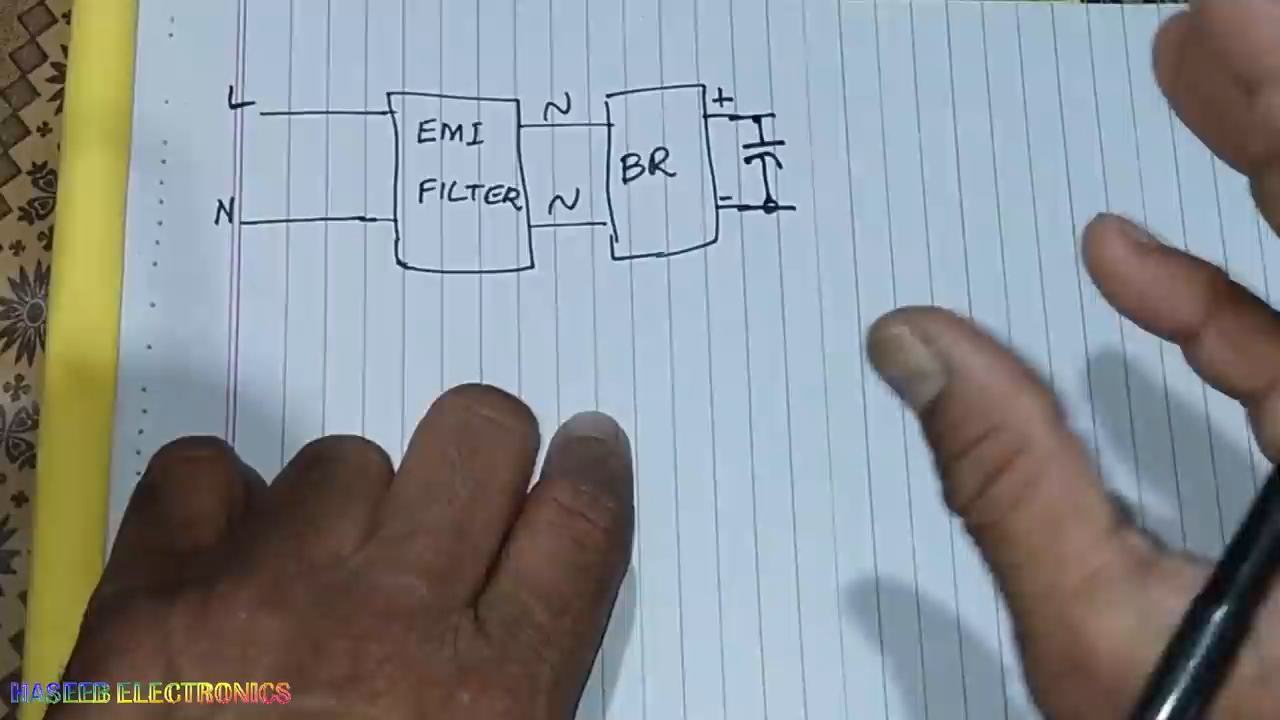 L
N
EMI
FILTER
~
~
BR
+
-
HASEEB ELECTRONICS